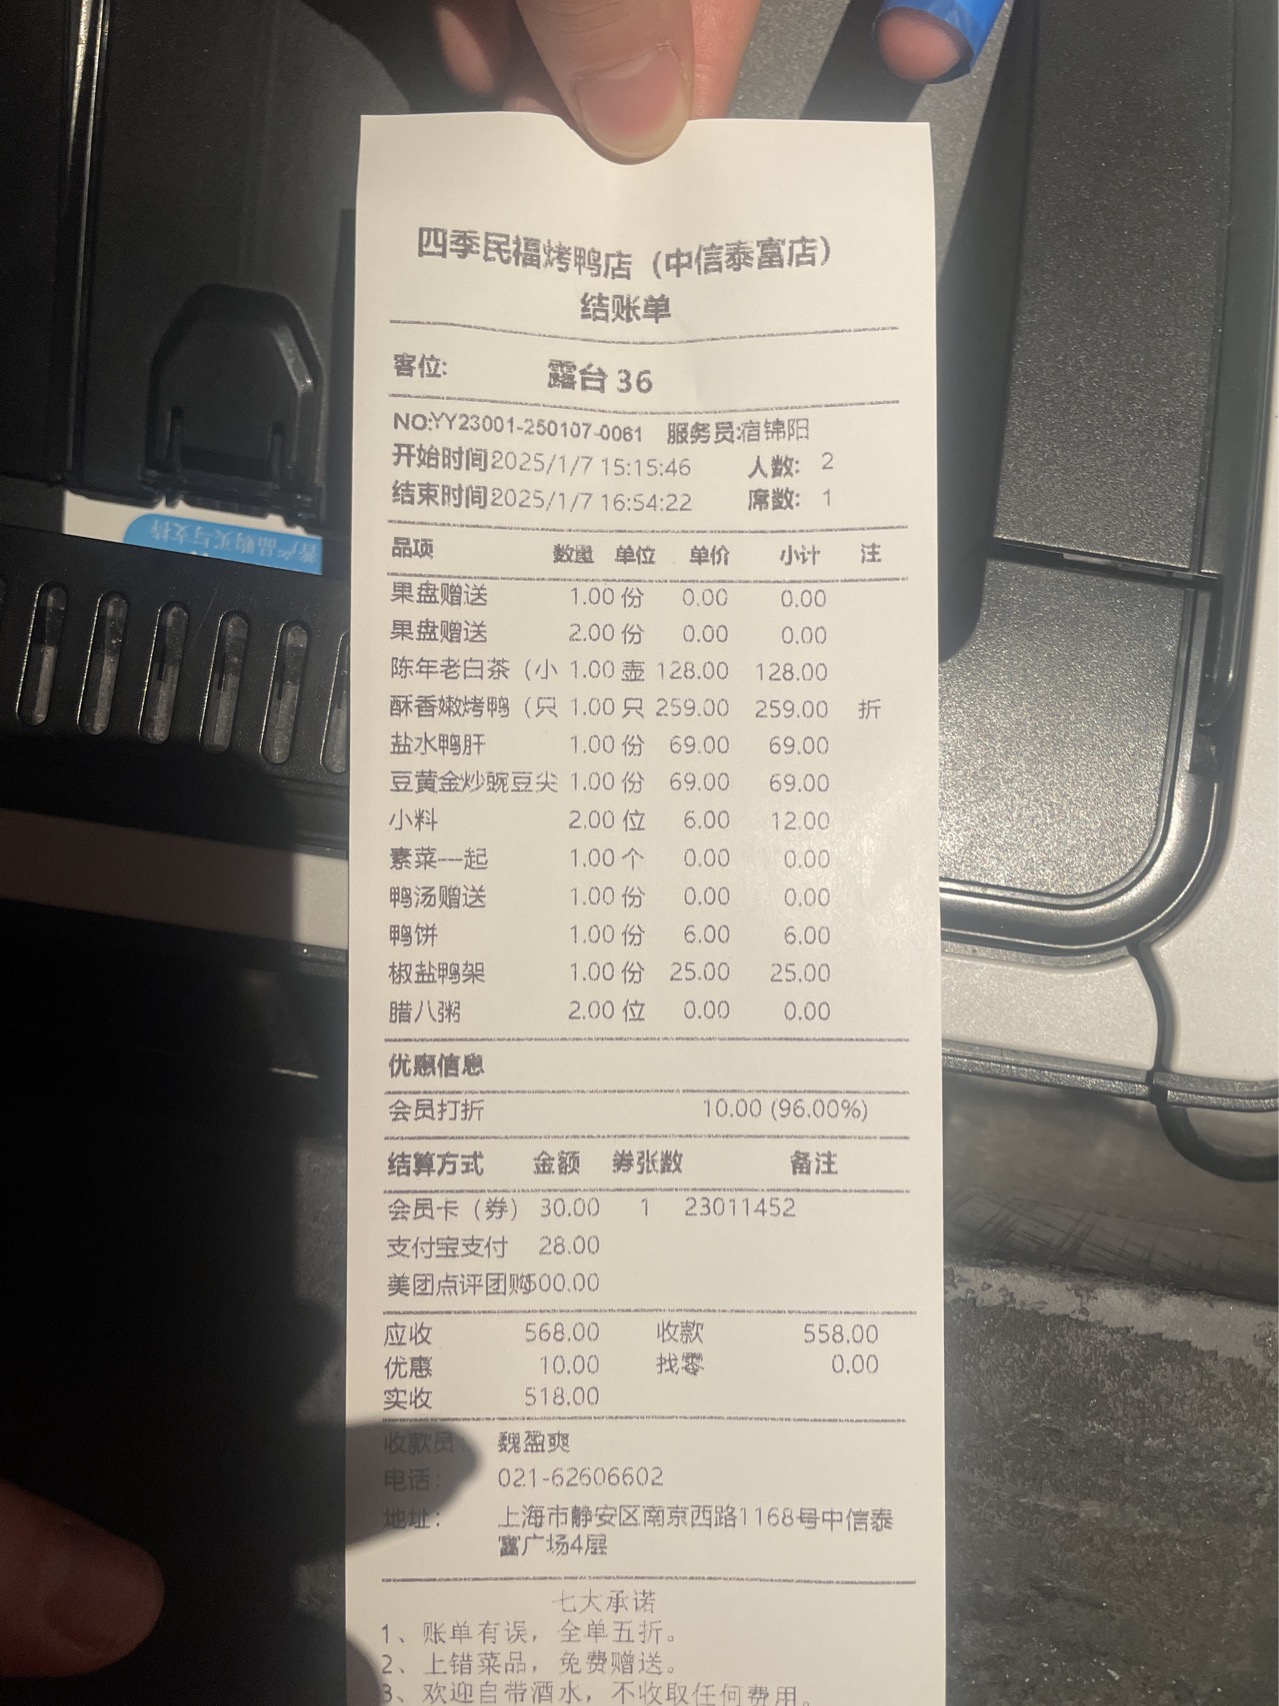 四季民福烤鸭店（中信泰富店）
结账单
客位: 露台 36
NO:YY23001-250107-0061 服务员:宿锦阳
开始时间2025/1/7 15:15:46 人数: 2
结束时间2025/1/7 16:54:22 席数: 1
品项 数量 单位 单价 小计 注
果盘赠送 1.00 份 0.00 0.00
果盘赠送 2.00 份 0.00 0.00
陈年老白茶（小 1.00 壶 128.00 128.00
酥香嫩烤鸭（只 1.00 只 259.00 259.00 折
盐水鸭肝 1.00 份 69.00 69.00
豆黄金炒豌豆尖 1.00 份 69.00 69.00
小料 2.00 位 6.00 12.00
素菜---起 1.00 个 0.00 0.00
鸭汤赠送 1.00 份 0.00 0.00
鸭饼 1.00 份 6.00 6.00
椒盐鸭架 1.00 份 25.00 25.00
腊八粥 2.00 位 0.00 0.00
优惠信息
会员打折 10.00 (96.00%)
结算方式 金额 券张数 备注
会员卡（券） 30.00 1 23011452
支付宝支付 28.00
美团点评团购500.00
应收 568.00 收款 558.00
优惠 10.00 找零 0.00
实收 518.00
收款员: 魏盈爽
电话: 021-62606602
地址: 上海市静安区南京西路1168号中信泰
富广场4层
七大承诺
1、账单有误，全单五折。
2、上错菜品，免费赠送。
3、欢迎自带酒水，不收取任何费用。
产品购买与支持